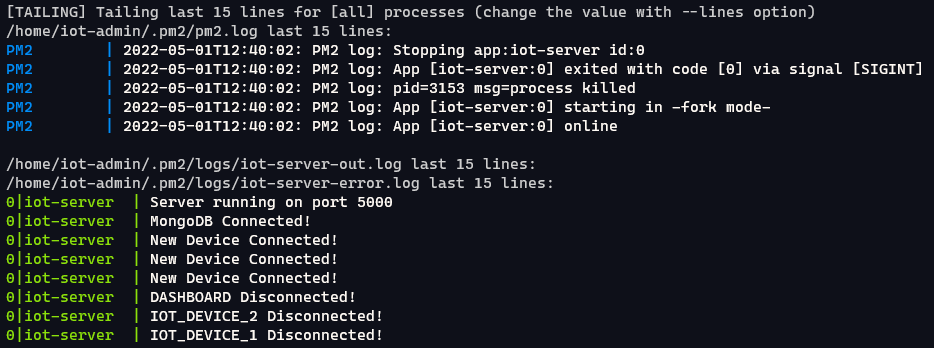 [TAILING] Tailing last 15 lines for [all] processes (change the value with --lines option)
/home/iot-admin/.pm2/pm2.log last 15 lines:
PM2        | 2022-05-01T12:40:02: PM2 log: Stopping app:iot-server id:0
PM2        | 2022-05-01T12:40:02: PM2 log: App [iot-server:0] exited with code [0] via signal [SIGINT]
PM2        | 2022-05-01T12:40:02: PM2 log: pid=3153 msg=process killed
PM2        | 2022-05-01T12:40:02: PM2 log: App [iot-server:0] starting in -fork mode-
PM2        | 2022-05-01T12:40:02: PM2 log: App [iot-server:0] online
/home/iot-admin/.pm2/logs/iot-server-out.log last 15 lines:
/home/iot-admin/.pm2/logs/iot-server-error.log last 15 lines:
0|iot-server  | Server running on port 5000
0|iot-server  | MongoDB Connected!
0|iot-server  | New Device Connected!
0|iot-server  | New Device Connected!
0|iot-server  | New Device Connected!
0|iot-server  | DASHBOARD Disconnected!
0|iot-server  | IOT_DEVICE_2 Disconnected!
0|iot-server  | IOT_DEVICE_1 Disconnected!